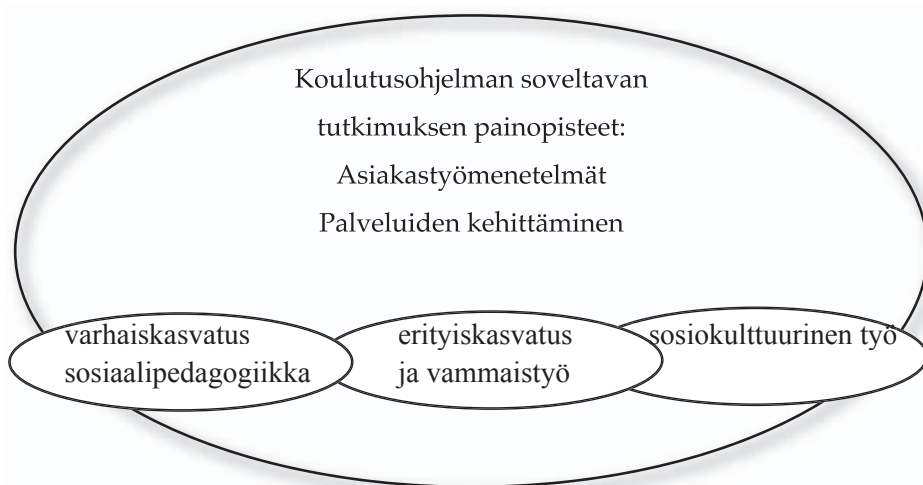 Koulutusohjelman soveltavan
tutkimuksen painopisteet:
Asiakastyömenetelmät
Palveluiden kehittäminen
varhaiskasvatus
sosiaalipedagogiikka
erityiskasvatus
ja vammaistyö
sosiokulttuurinen työ